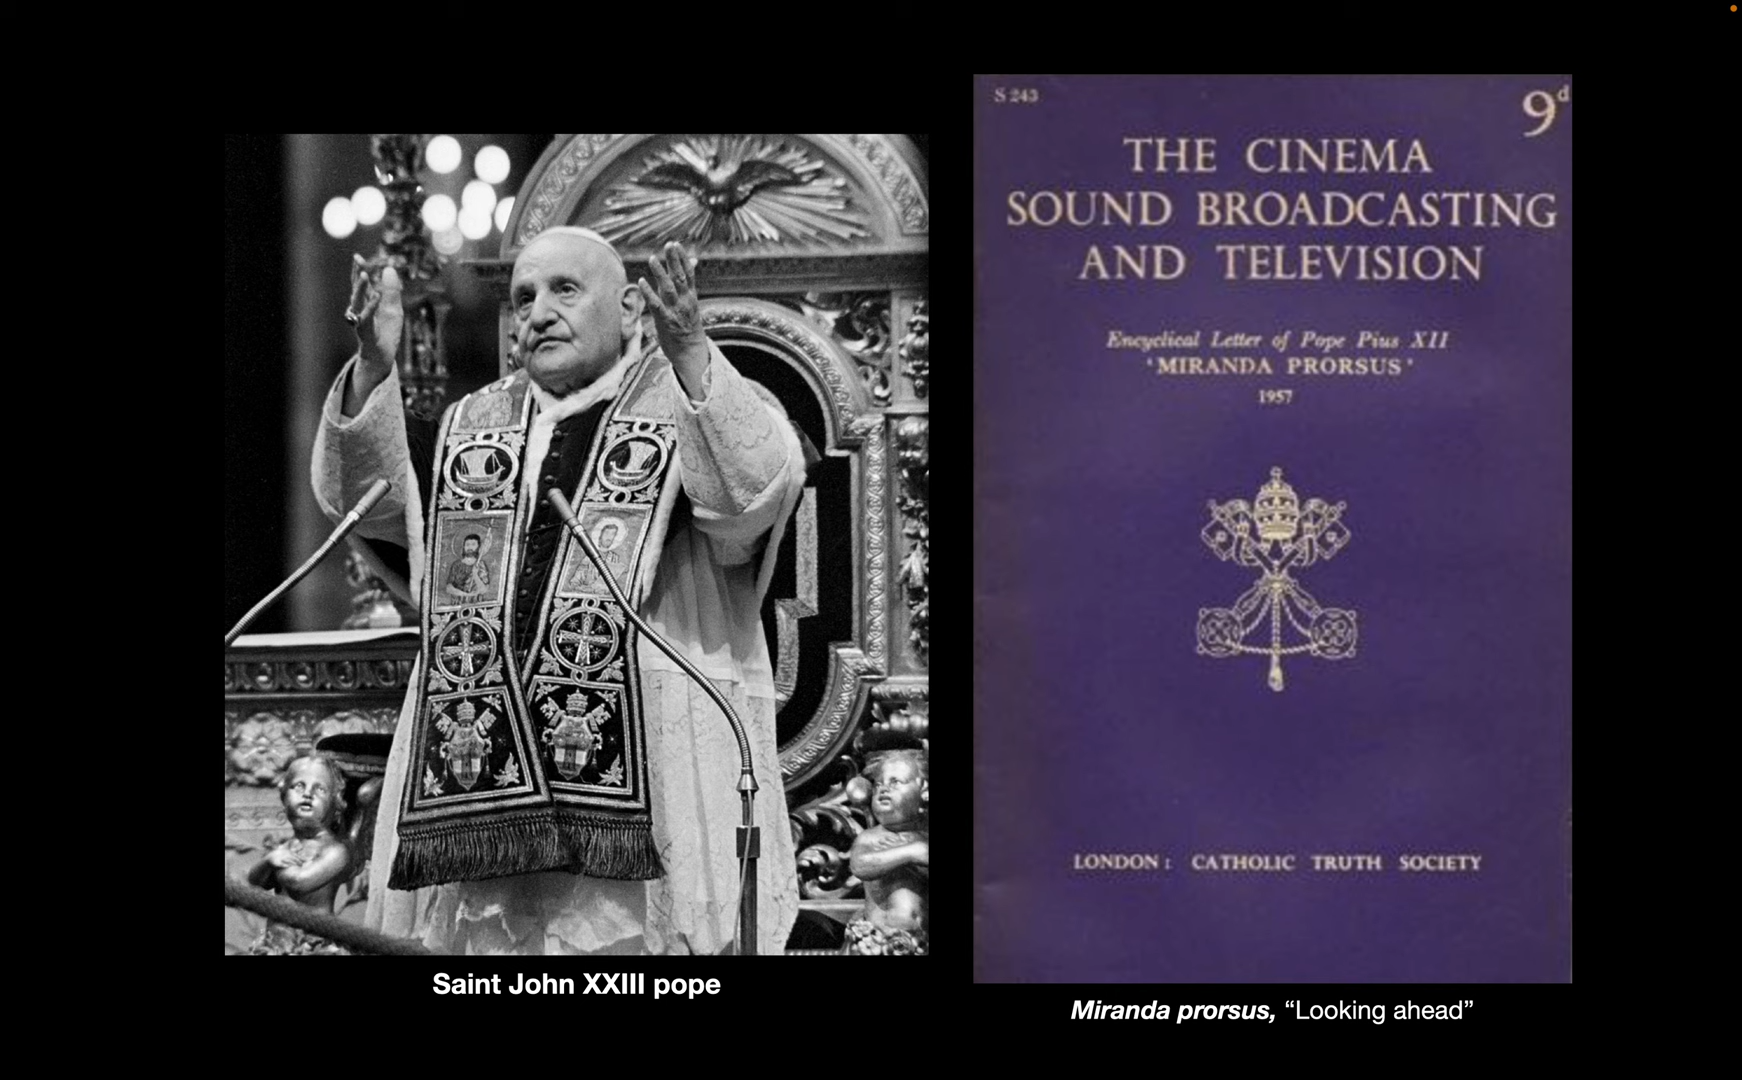 Saint John XXIII pope
S 243
9d
THE CINEMA
SOUND BROADCASTING
AND TELEVISION
Encyclical Letter of Pope Pius XII
'MIRANDA PRORSUS'
1957
LONDON: CATHOLIC TRUTH SOCIETY
Miranda prorsus, “Looking ahead”